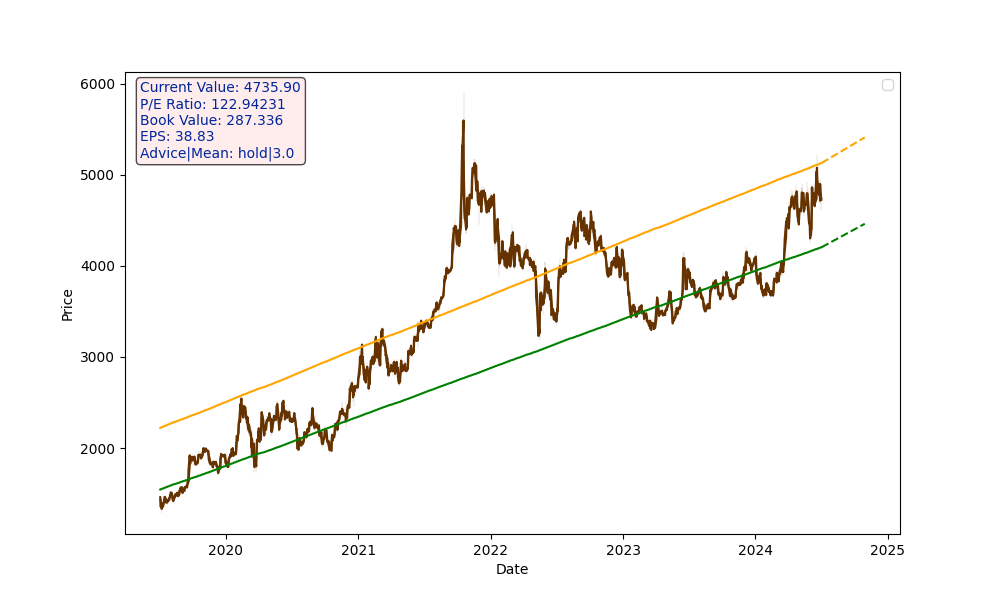 6000
5000
4000
3000
2000
Price
Current Value: 4735.90
P/E Ratio: 122.94231
Book Value: 287.336
EPS: 38.83
Advice|Mean: hold|3.0
2020 2021 2022 2023 2024 2025
Date